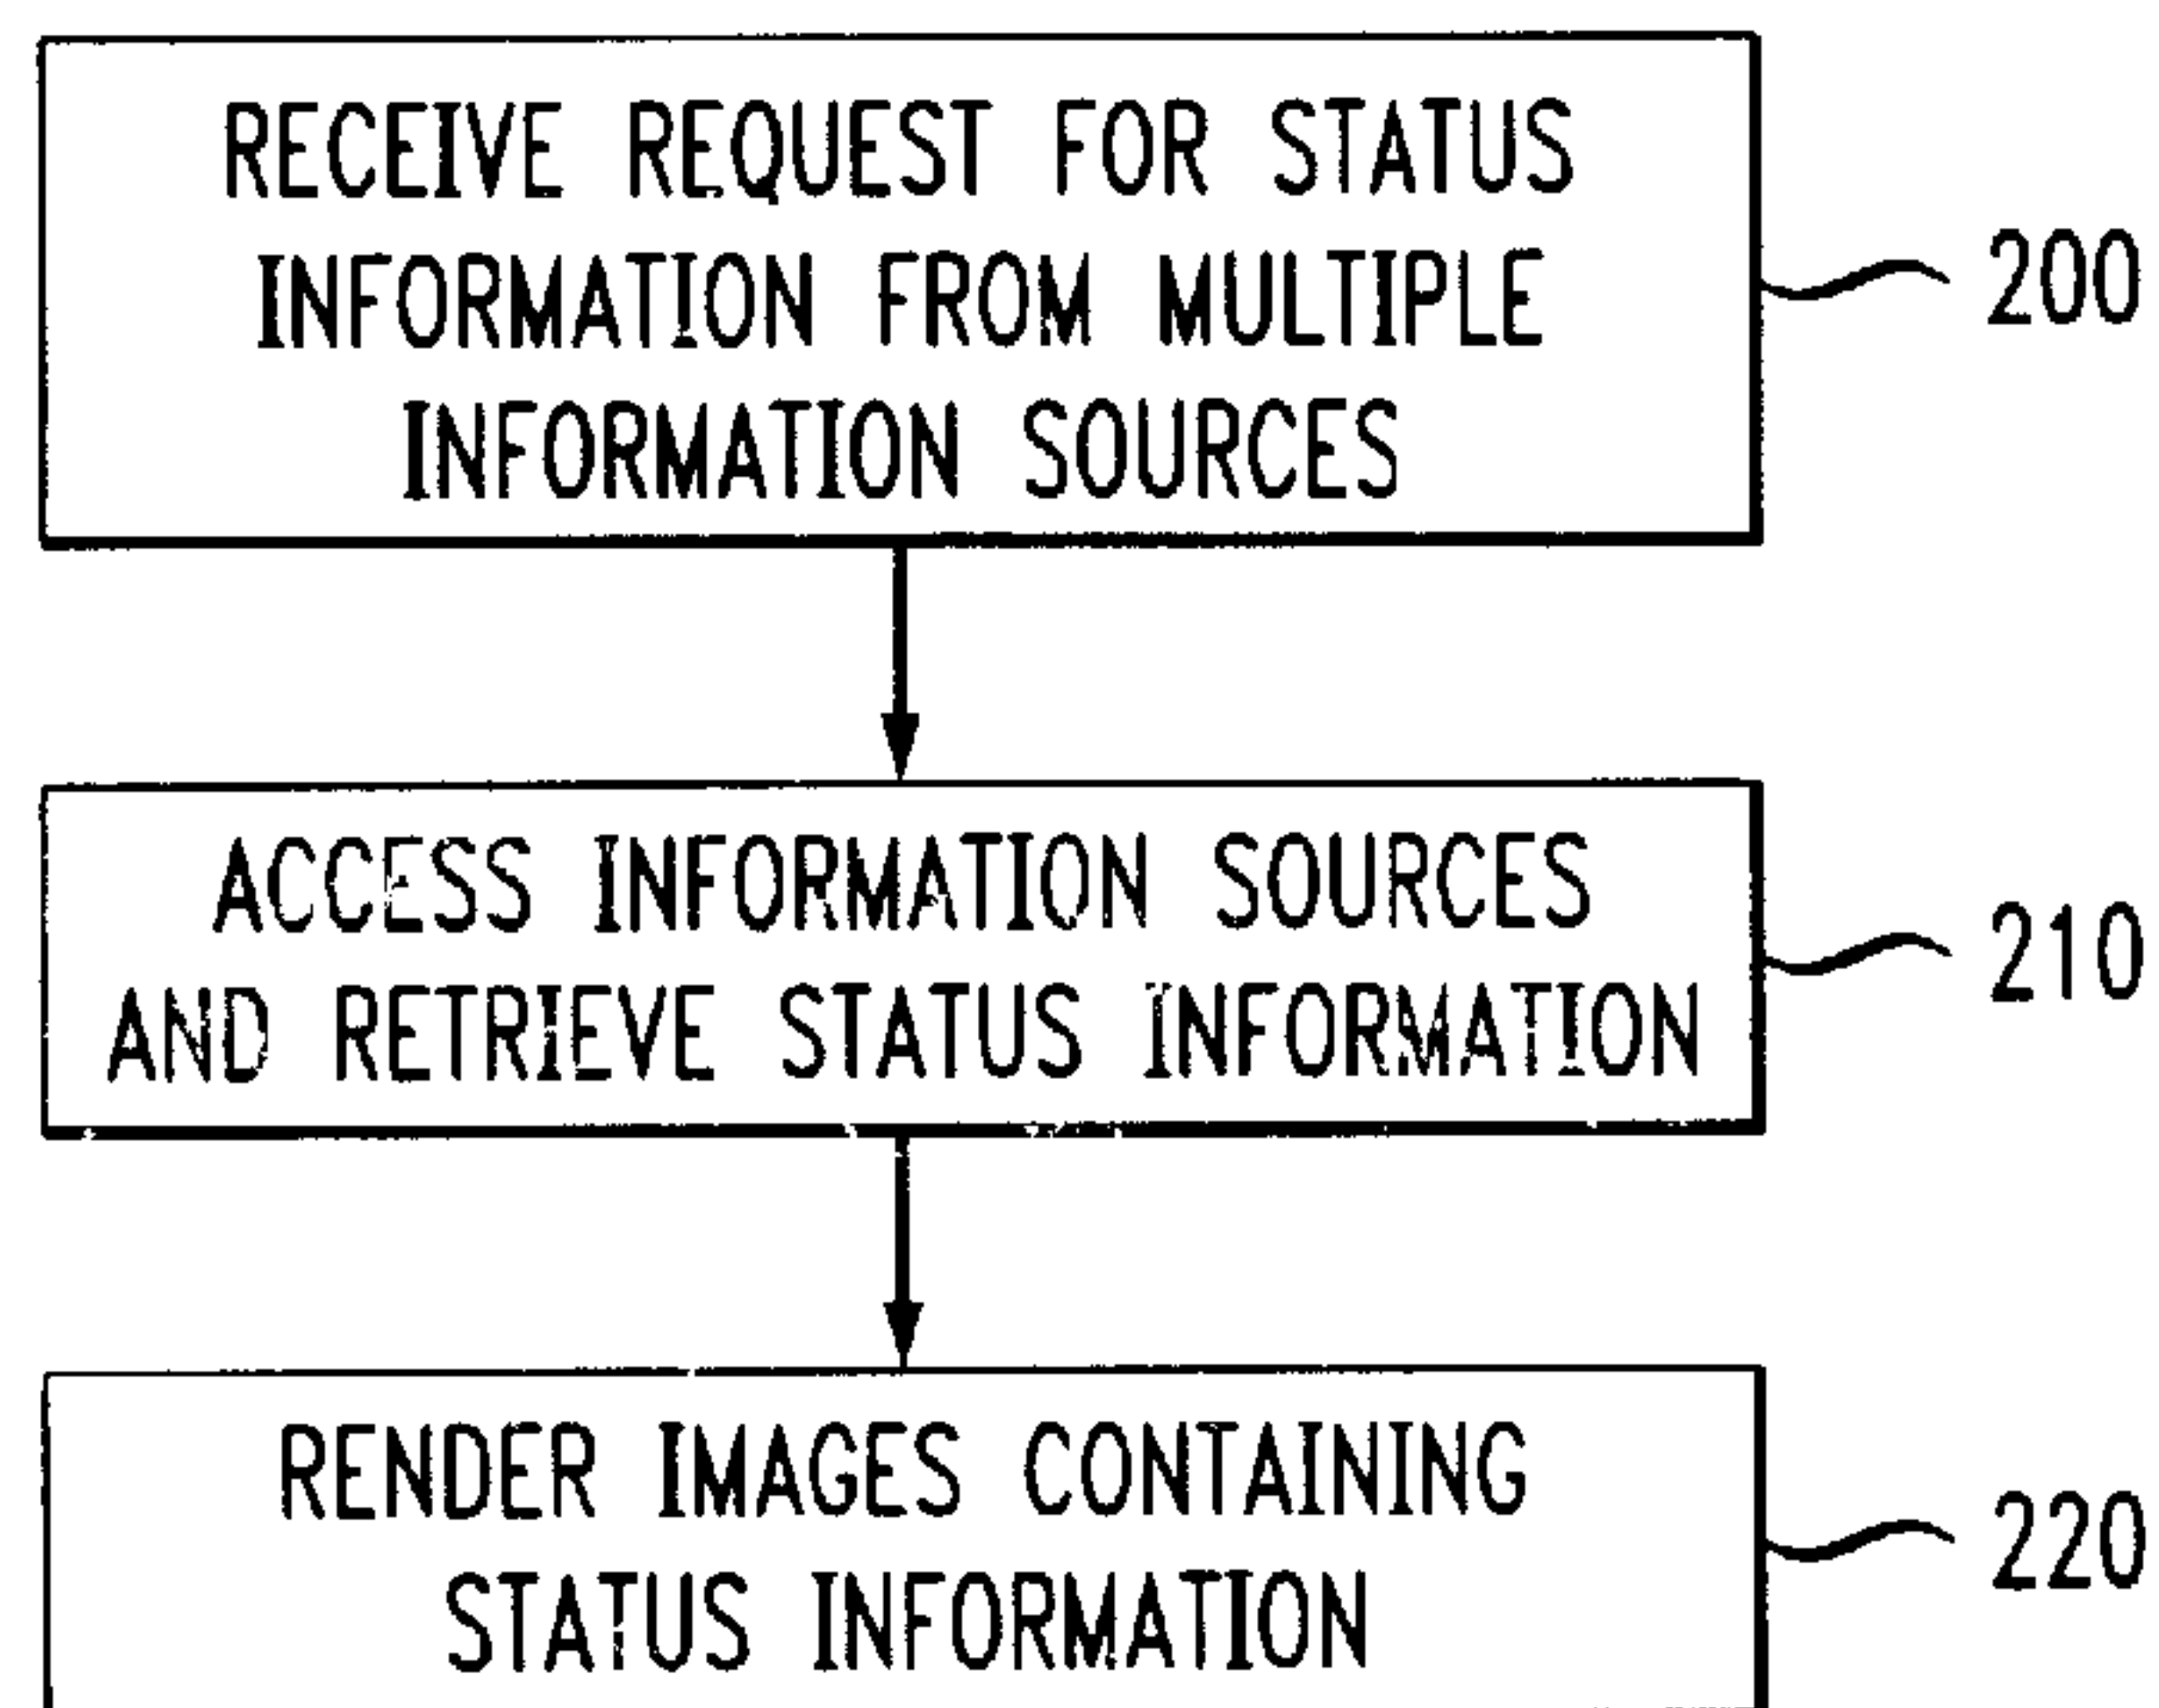 RECEIVE REQUEST FOR STATUS
INFORMATION FROM MULTIPLE
INFORMATION SOURCES
200
ACCESS INFORMATION SOURCES
AND RETRIEVE STATUS INFORMATION
210
RENDER IMAGES CONTAINING
STATUS INFORMATION
220